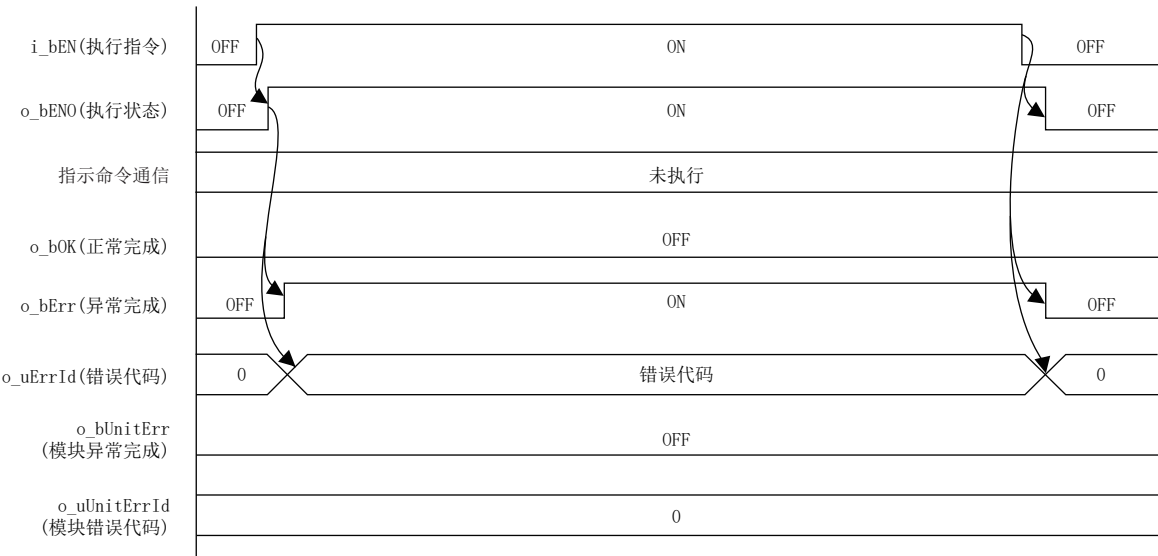 i_bEN(执行指令) OFF ON OFF
o_bENO(执行状态) OFF ON OFF
指示命令通信 未执行
o_bOK(正常完成) OFF
o_bErr(异常完成) OFF ON OFF
o_uErrId(错误代码) 0 错误代码 0
o_bUnitErr
(模块异常完成) OFF
o_uUnitErrId
(模块错误代码) 0